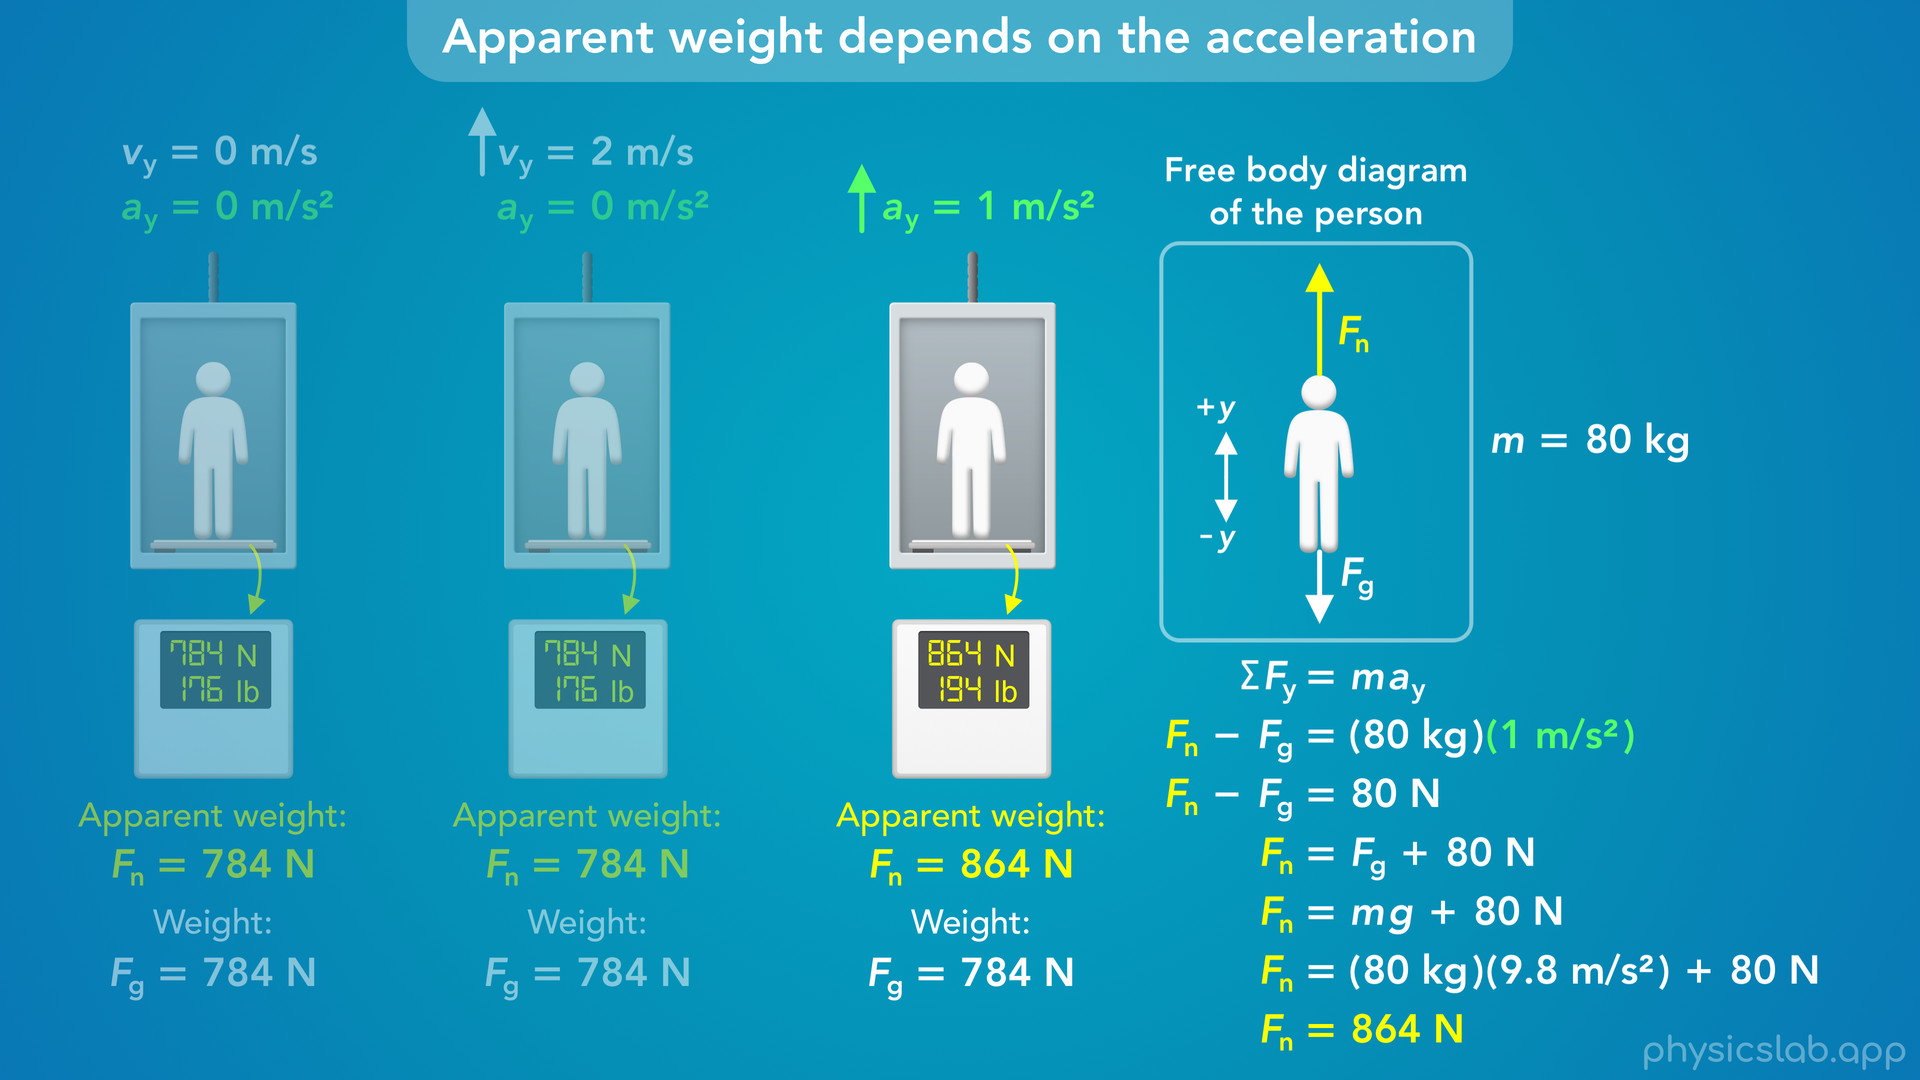 Apparent weight depends on the acceleration
vy = 0 m/s
ay = 0 m/s²
vy = 2 m/s
ay = 0 m/s²
ay = 1 m/s²
784 N
176 lb
Apparent weight:
Fn = 784 N
Weight:
Fg = 784 N
784 N
176 lb
Apparent weight:
Fn = 784 N
Weight:
Fg = 784 N
864 N
194 lb
Apparent weight:
Fn = 864 N
Weight:
Fg = 784 N
Free body diagram
of the person
Fn
+y
−y
Fg
m = 80 kg
ΣFy = may
Fn − Fg = (80 kg)(1 m/s²)
Fn − Fg = 80 N
Fn = Fg + 80 N
Fn = mg + 80 N
Fn = (80 kg)(9.8 m/s²) + 80 N
Fn = 864 N
physicslab.app